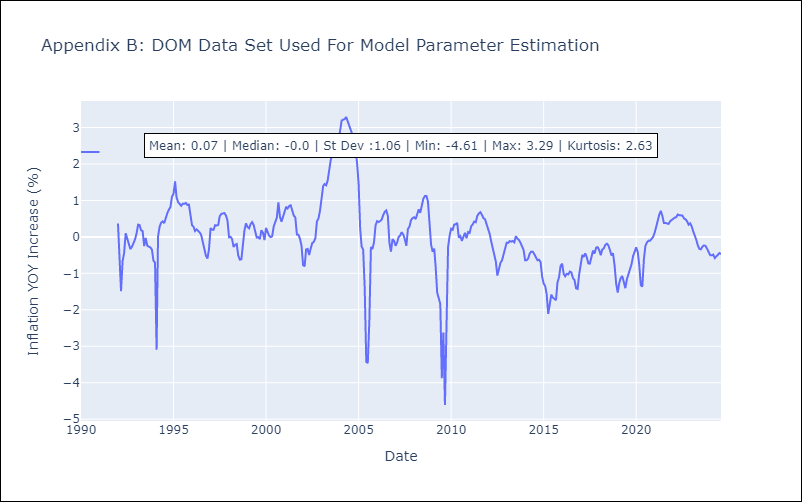 Appendix B: DOM Data Set Used For Model Parameter Estimation
Mean: 0.07 | Median: -0.0 | St Dev :1.06 | Min: -4.61 | Max: 3.29 | Kurtosis: 2.63
Inflation YOY Increase (%)
3
2
1
0
−1
−2
−3
−4
−5
1990 1995 2000 2005 2010 2015 2020
Date